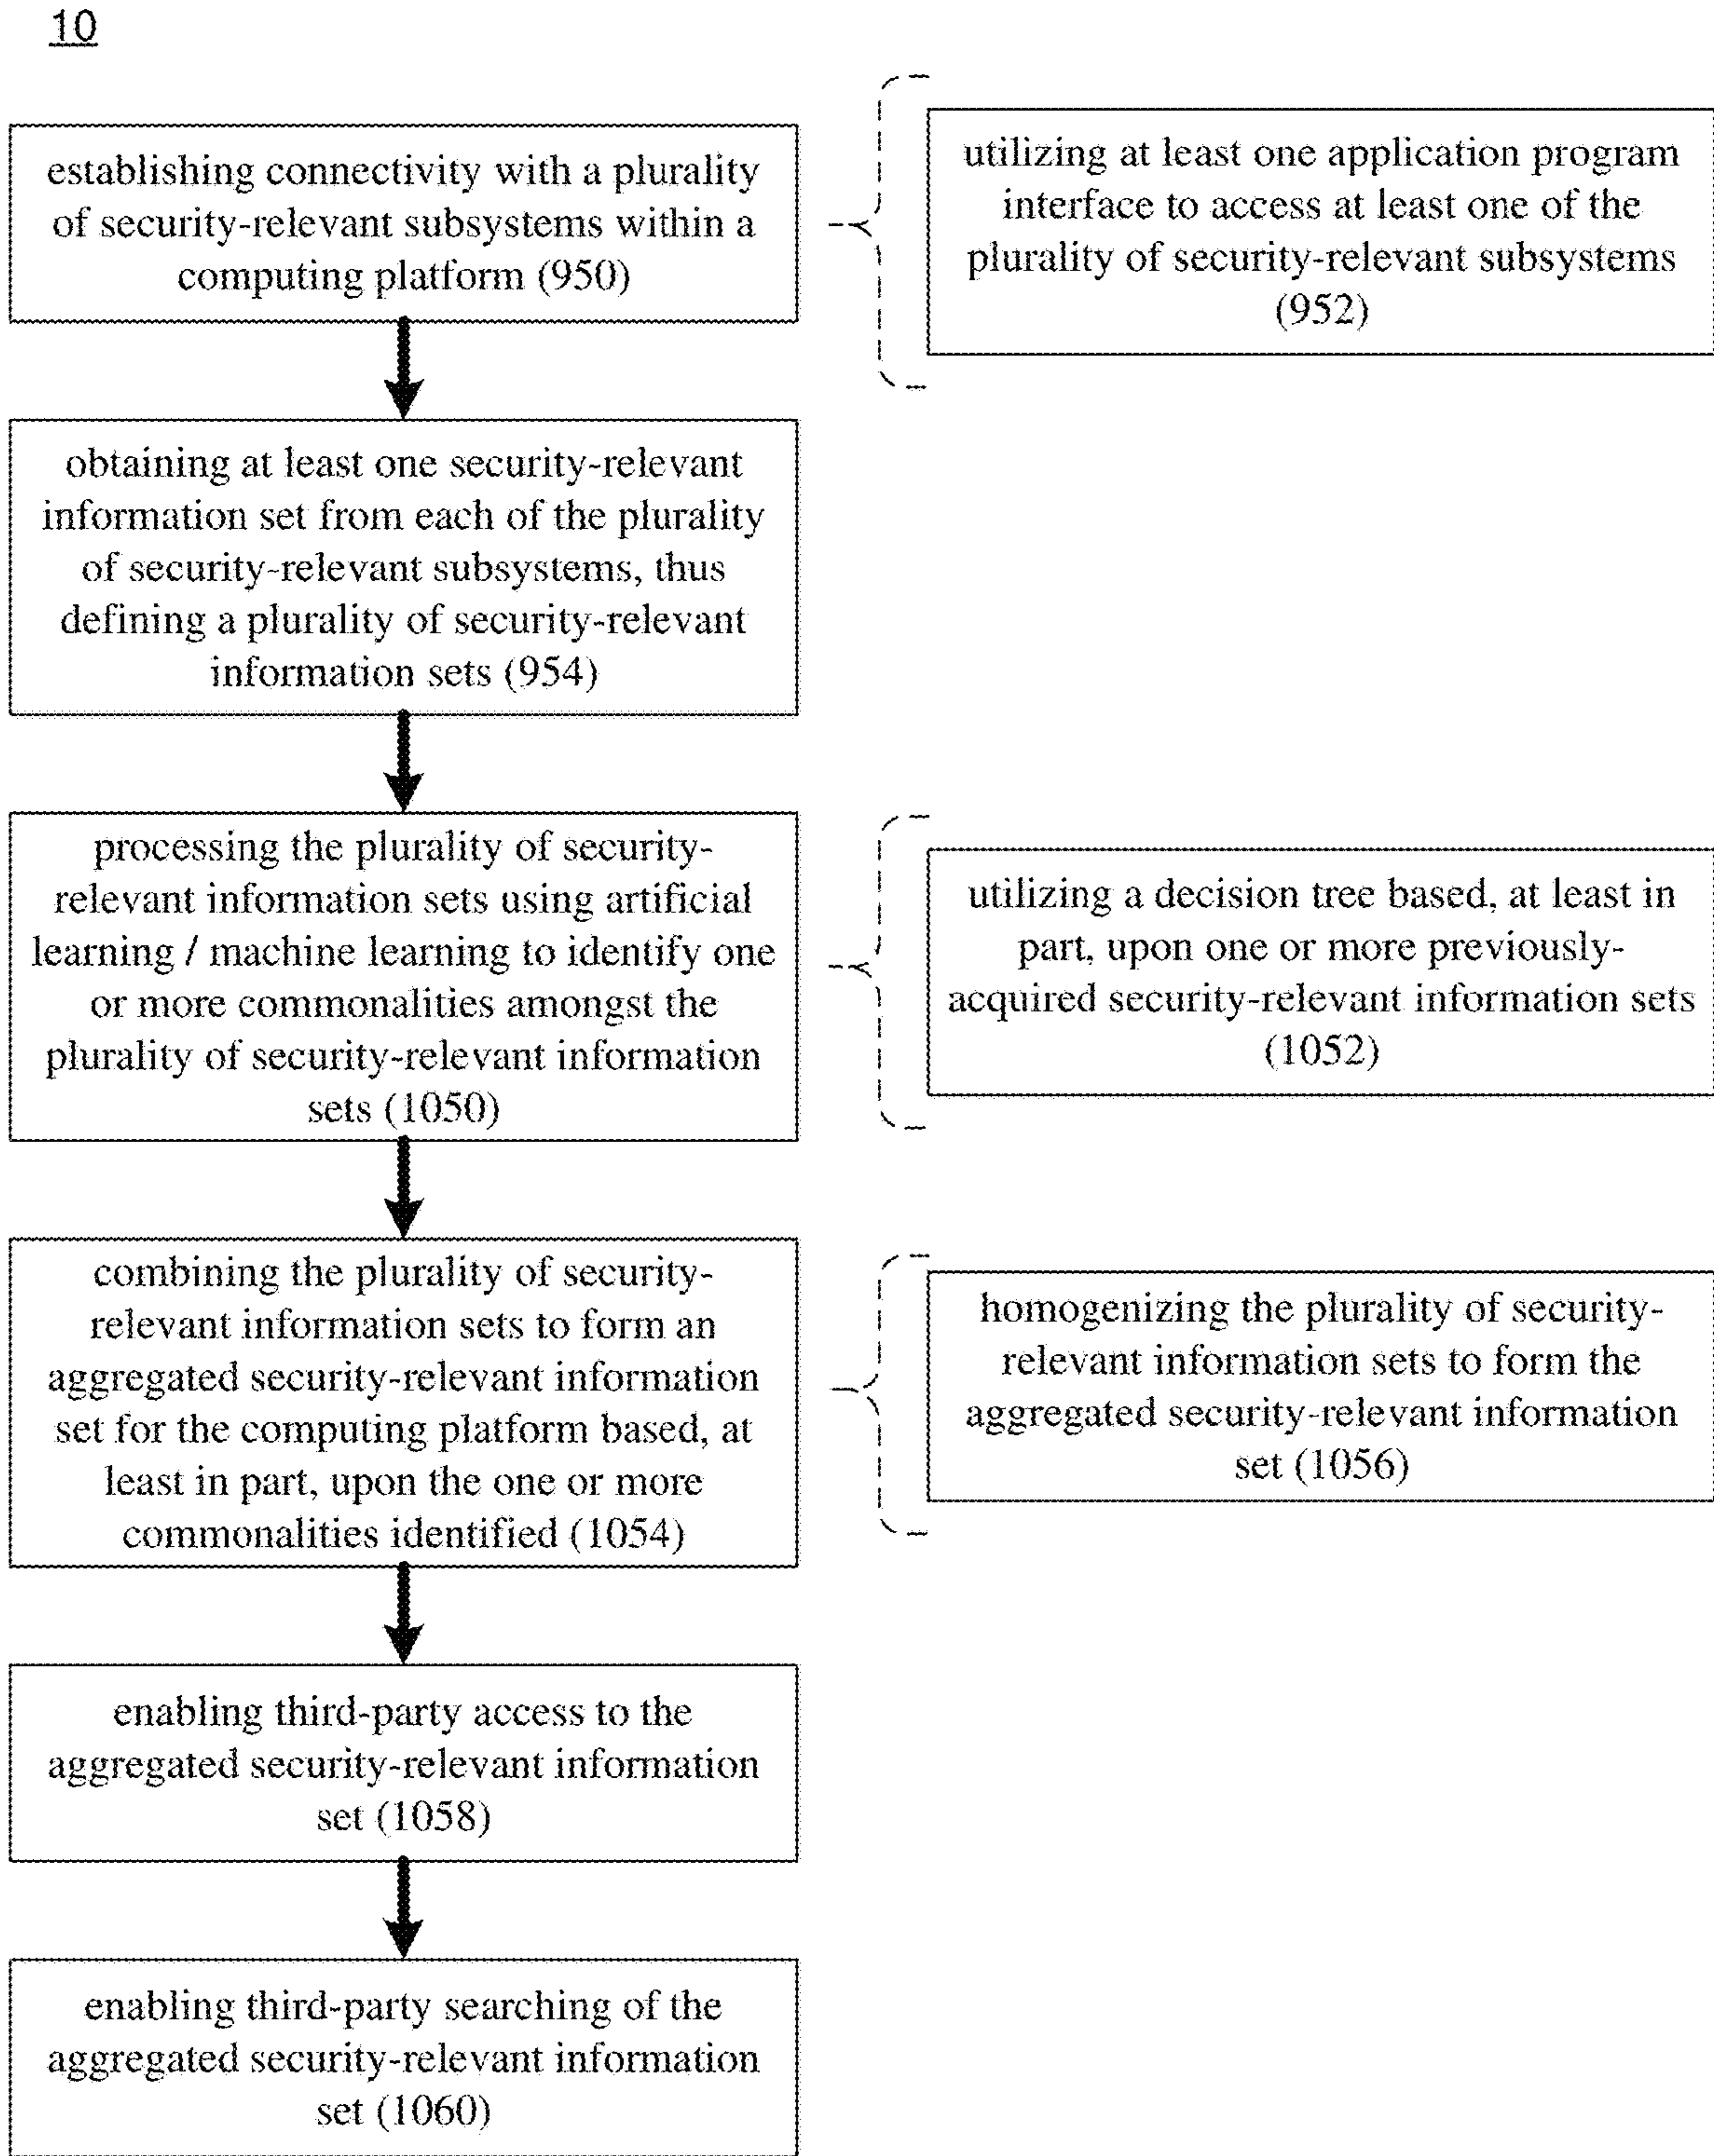 10
establishing connectivity with a plurality
of security-relevant subsystems within a
computing platform (950)
utilizing at least one application program
interface to access at least one of the
plurality of security-relevant subsystems
(952)
obtaining at least one security-relevant
information set from each of the plurality
of security-relevant subsystems, thus
defining a plurality of security-relevant
information sets (954)
processing the plurality of security-
relevant information sets using artificial
learning / machine learning to identify one
or more commonalities amongst the
plurality of security-relevant information
sets (1050)
utilizing a decision tree based, at least in
part, upon one or more previously-
acquired security-relevant information sets
(1052)
combining the plurality of security-
relevant information sets to form an
aggregated security-relevant information
set for the computing platform based, at
least in part, upon the one or more
commonalities identified (1054)
homogenizing the plurality of security-
relevant information sets to form the
aggregated security-relevant information
set (1056)
enabling third-party access to the
aggregated security-relevant information
set (1058)
enabling third-party searching of the
aggregated security-relevant information
set (1060)